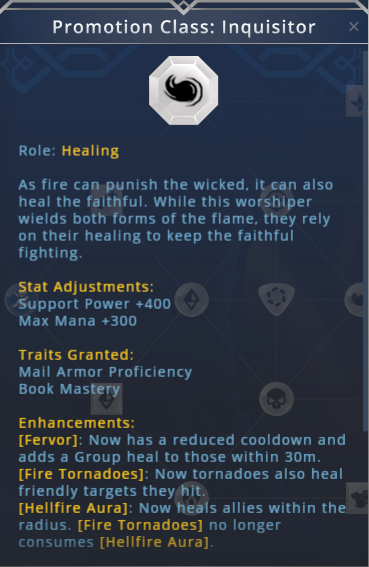 Promotion Class: Inquisitor
Role: Healing
As fire can punish the wicked, it can also
heal the faithful. While this worshiper
wields both forms of the flame, they rely
on their healing to keep the faithful
fighting.
Stat Adjustments:
Support Power +400
Max Mana +300
Traits Granted:
Mail Armor Proficiency
Book Mastery
Enhancements:
[Fervor]: Now has a reduced cooldown and
adds a Group heal to those within 30m.
[Fire Tornadoes]: Now tornadoes also heal
friendly targets they hit.
[Hellfire Aura]: Now heals allies within the
radius. [Fire Tornadoes] no longer
consumes [Hellfire Aura].